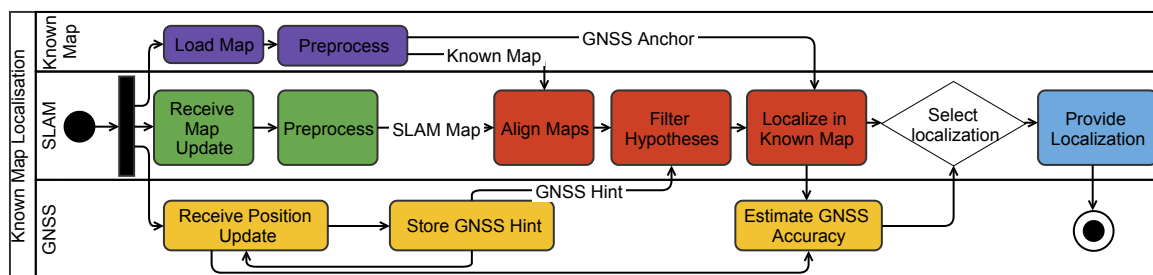 Known Map Localisation
Known
Map
Load Map
Preprocess
GNSS Anchor
Known Map
SLAM
Receive
Map
Update
Preprocess
SLAM Map
Align Maps
Filter
Hypotheses
Localize in
Known Map
Select
localization
Provide
Localization
GNSS
GNSS Hint
Receive Position
Update
Store GNSS Hint
Estimate GNSS
Accuracy